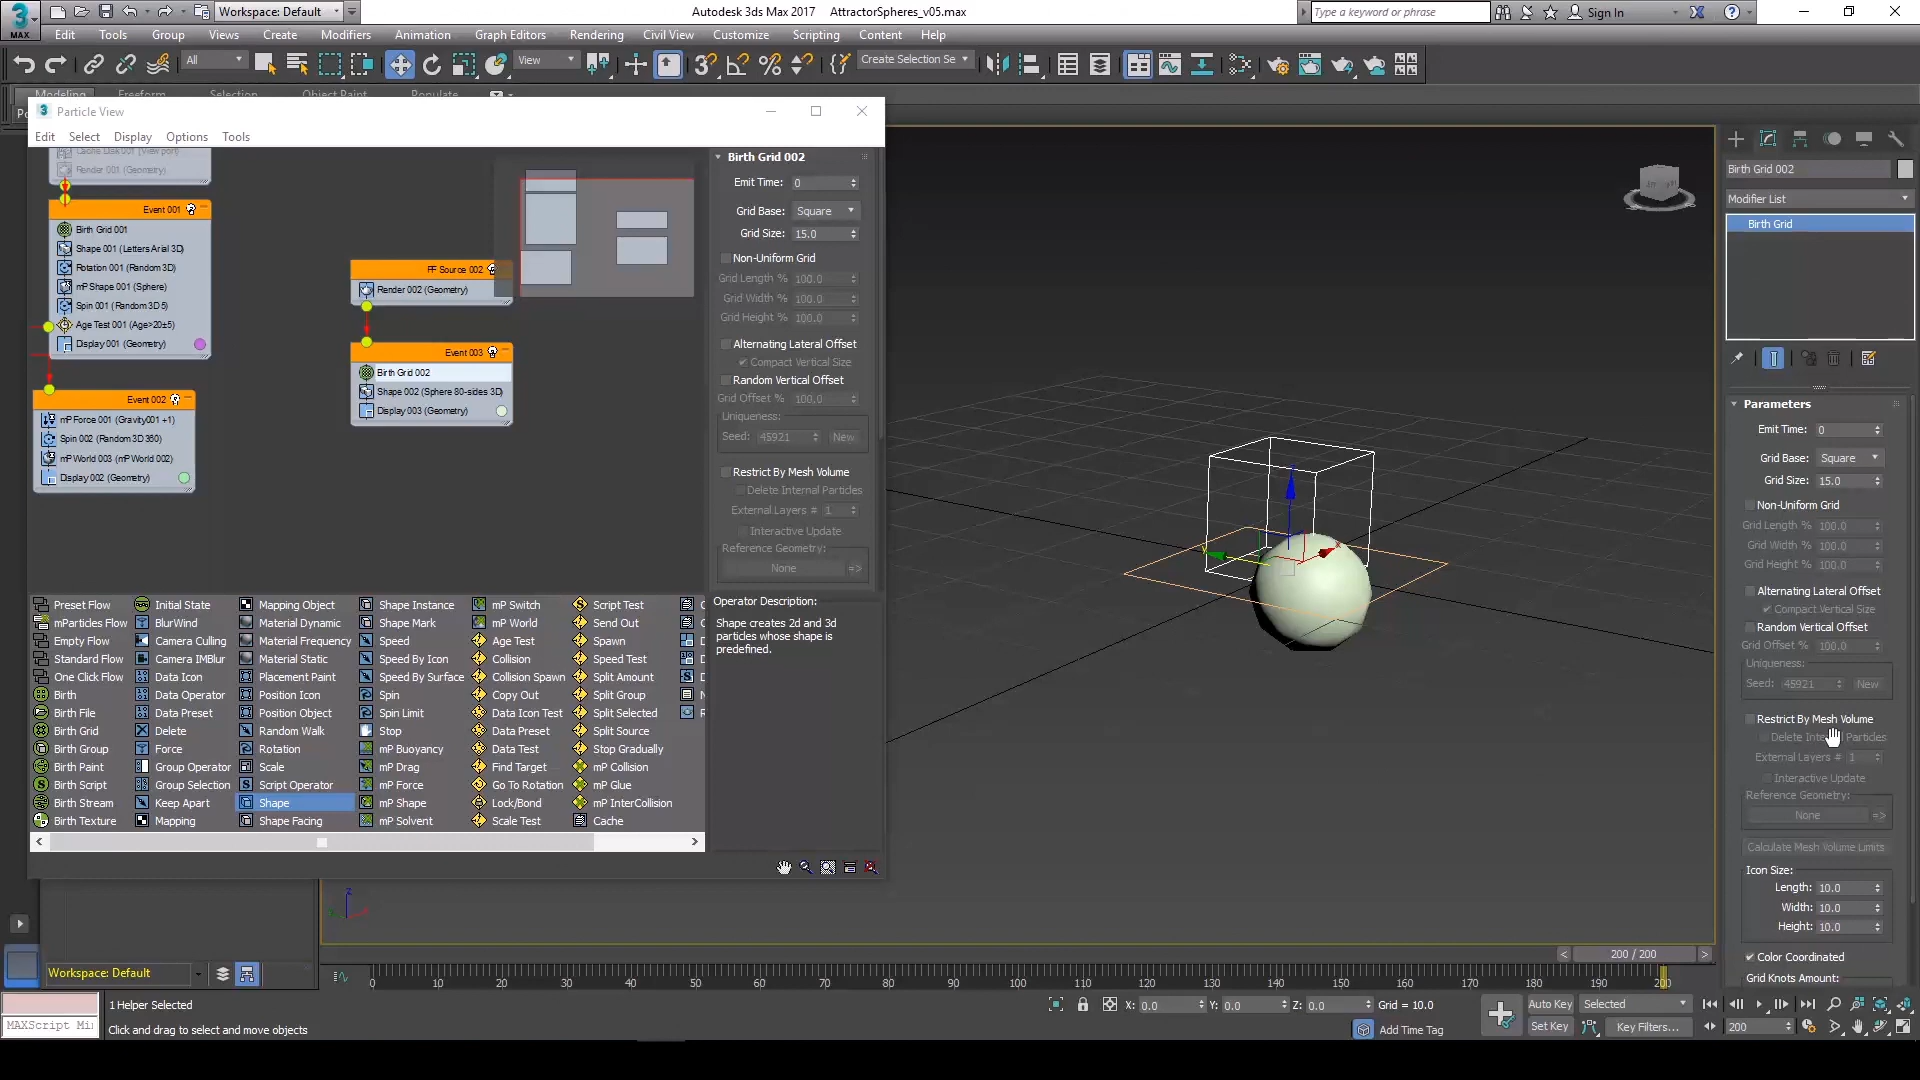 Workspace: Default
Autodesk 3ds Max 2017 AttractorSpheres_v05.max
Type a keyword or phrase
Sign In
3
MAX
Edit Tools Group Views Create Modifiers Animation Graph Editors Rendering Civil View Customize Scripting Content Help
All
View
Create Selection Se
Modeling Freeform Selection Object Paint Populate
3 Particle View
Edit Select Display Options Tools
Cache Disk 001 (Viewport)
Render 001 (Geometry)
Event 001
Birth Grid 001
Shape 001 (Letters Arial 3D)
Rotation 001 (Random 3D)
mP Shape 001 (Sphere)
Spin 001 (Random 3D 5)
Age Test 001 (Age>20±5)
Display 001 (Geometry)
Event 002
mP Force 001 (Gravity001 +1)
Spin 002 (Random 3D 360)
mP World 003 (mP World 002)
Display 002 (Geometry)
PF Source 002
Render 002 (Geometry)
Event 003
Birth Grid 002
Shape 002 (Sphere 80-sides 3D)
Display 003 (Geometry)
Birth Grid 002
Emit Time: 0
Grid Base: Square
Grid Size: 15.0
Non-Uniform Grid
Grid Length % 100.0
Grid Width % 100.0
Grid Height % 100.0
Alternating Lateral Offset
Compact Vertical Size
Random Vertical Offset
Grid Offset % 100.0
Uniqueness:
Seed: 45921 New
Restrict By Mesh Volume
Delete Internal Particles
External Layers # 1
Interactive Update
Reference Geometry:
None =>
Operator Description:
Shape creates 2d and 3d
particles whose shape is
predefined.
Preset Flow Initial State Mapping Object Shape Instance mP Switch Script Test
mParticles Flow BlurWind Material Dynamic Shape Mark mP World Send Out
Empty Flow Camera Culling Material Frequency Speed Age Test Spawn
Standard Flow Camera IMBlur Material Static Speed By Icon Collision Speed Test
One Click Flow Data Icon Placement Paint Speed By Surface Collision Spawn Split Amount
Birth Data Operator Position Icon Spin Copy Out Split Group
Birth File Data Preset Position Object Spin Limit Data Icon Test Split Selected
Birth Grid Delete Random Walk Stop Data Preset Split Source
Birth Group Force Rotation mP Buoyancy Data Test Stop Gradually
Birth Paint Group Operator Scale mP Drag Find Target mP Collision
Birth Script Group Selection Script Operator mP Force Go To Rotation mP Glue
Birth Stream Keep Apart Shape mP Shape Lock/Bond mP InterCollision
Birth Texture Mapping Shape Facing mP Solvent Scale Test Cache
Birth Grid 002
Modifier List
Birth Grid
Parameters
Emit Time: 0
Grid Base: Square
Grid Size: 15.0
Non-Uniform Grid
Grid Length % 100.0
Grid Width % 100.0
Grid Height % 100.0
Alternating Lateral Offset
Compact Vertical Size
Random Vertical Offset
Grid Offset % 100.0
Uniqueness:
Seed: 45921 New
Restrict By Mesh Volume
Particles
External Layers # 1
Interactive Update
Reference Geometry:
None =>
Calculate Mesh Volume Limits
Icon Size:
Length: 10.0
Width: 10.0
Height: 10.0
Color Coordinated
Grid Knots Amount:
200 / 200
Workspace: Default
0 10 20 30 40 50 60 70 80 90 100 110 120 130 140 150 160 170 180 190 200
MAXScript Mi
1 Helper Selected
Click and drag to select and move objects
X: 0.0 Y: 0.0 Z: 0.0 Grid = 10.0
Add Time Tag
Auto Key Selected
Set Key Key Filters...
200